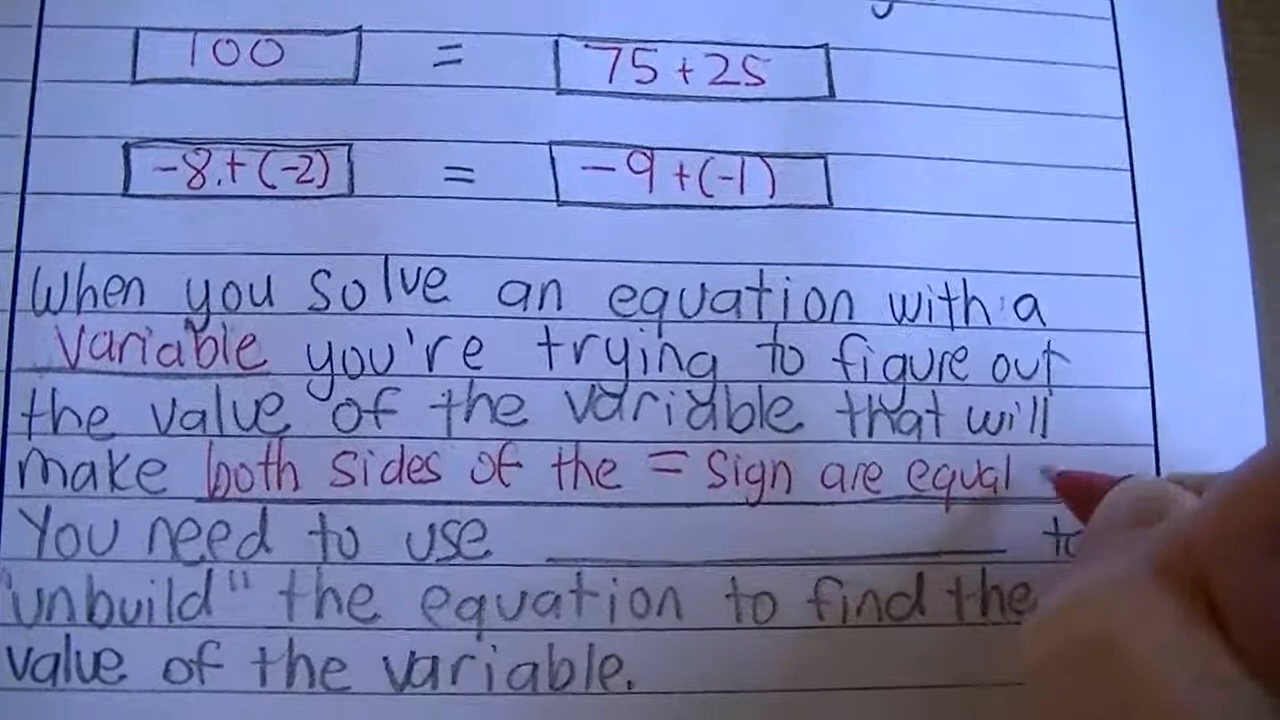 100 = 75+25
-8+(-2) = -9+(-1)
When you solve an equation with a
variable you're trying to figure out
the value of the variable that will
make both sides of the = sign are equal
You need to use ________
"unbuild" the equation to find the
value of the variable.